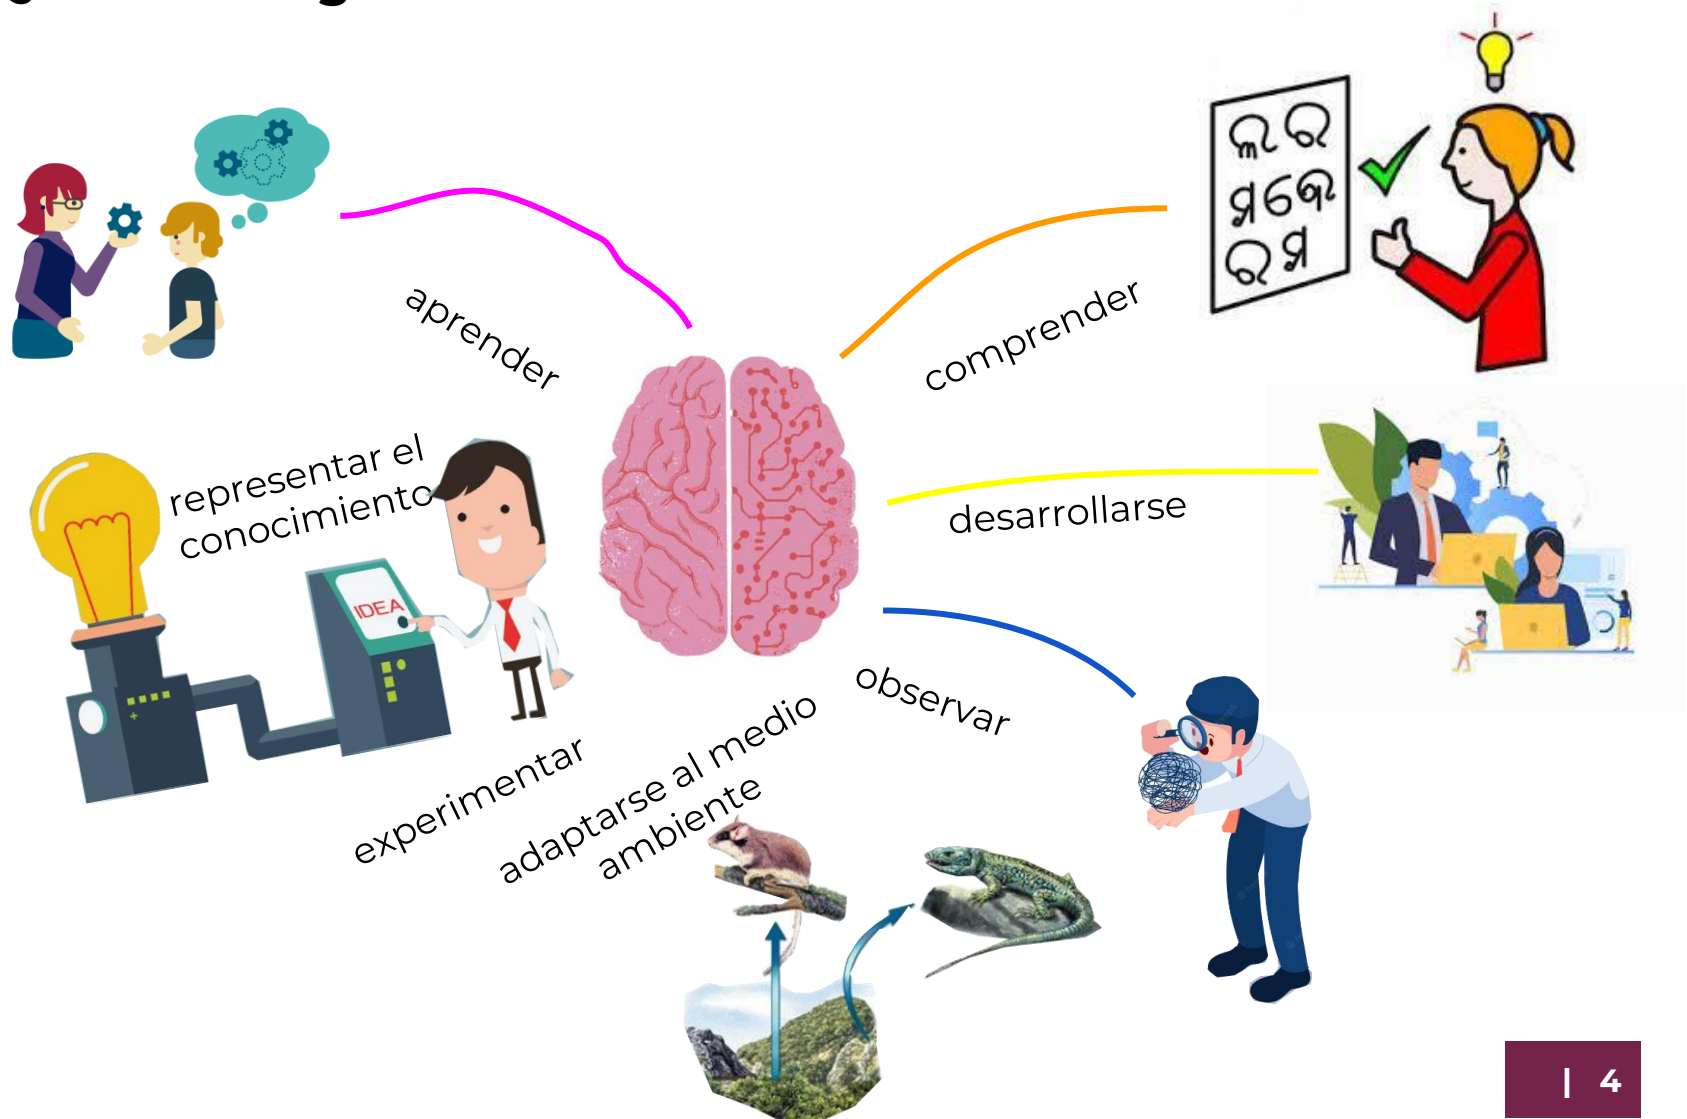 aprender
comprender
ଲ ର
ମ ବେ
ର ମ
representar el
conocimiento
IDEA
desarrollarse
observar
experimentar
adaptarse al medio
ambiente
| 4